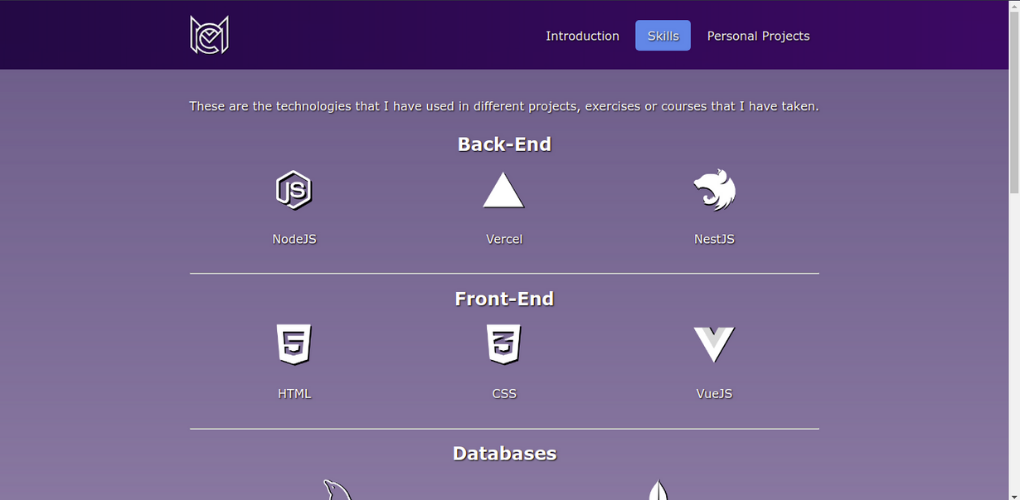 Introduction
Skills
Personal Projects
These are the technologies that I have used in different projects, exercises or courses that I have taken.
Back-End
JS
NodeJS
Vercel
NestJS
Front-End
5
3
HTML
CSS
VueJS
Databases